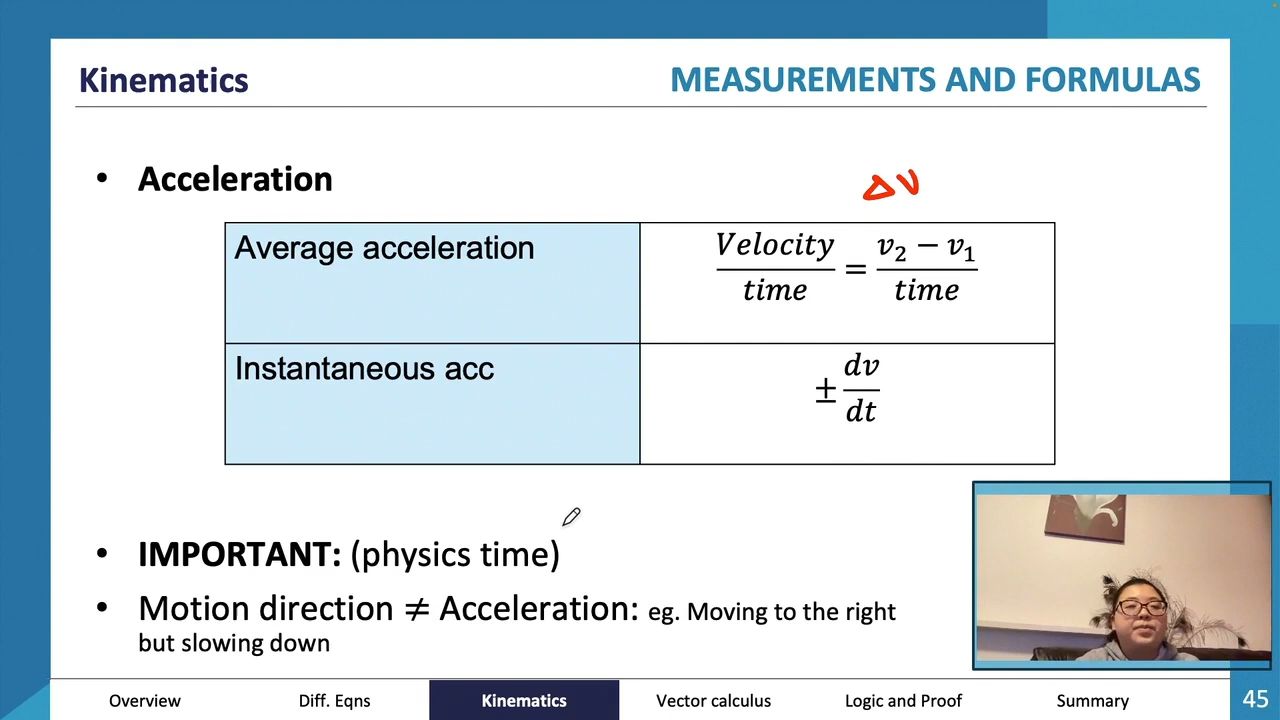 Kinematics
MEASUREMENTS AND FORMULAS
• Acceleration
Δv
Average acceleration
Velocity/time = v₂ − v₁/time
Instantaneous acc
± dv/dt
• IMPORTANT: (physics time)
• Motion direction ≠ Acceleration: eg. Moving to the right
but slowing down
Overview
Diff. Eqns
Kinematics
Vector calculus
Logic and Proof
Summary
45